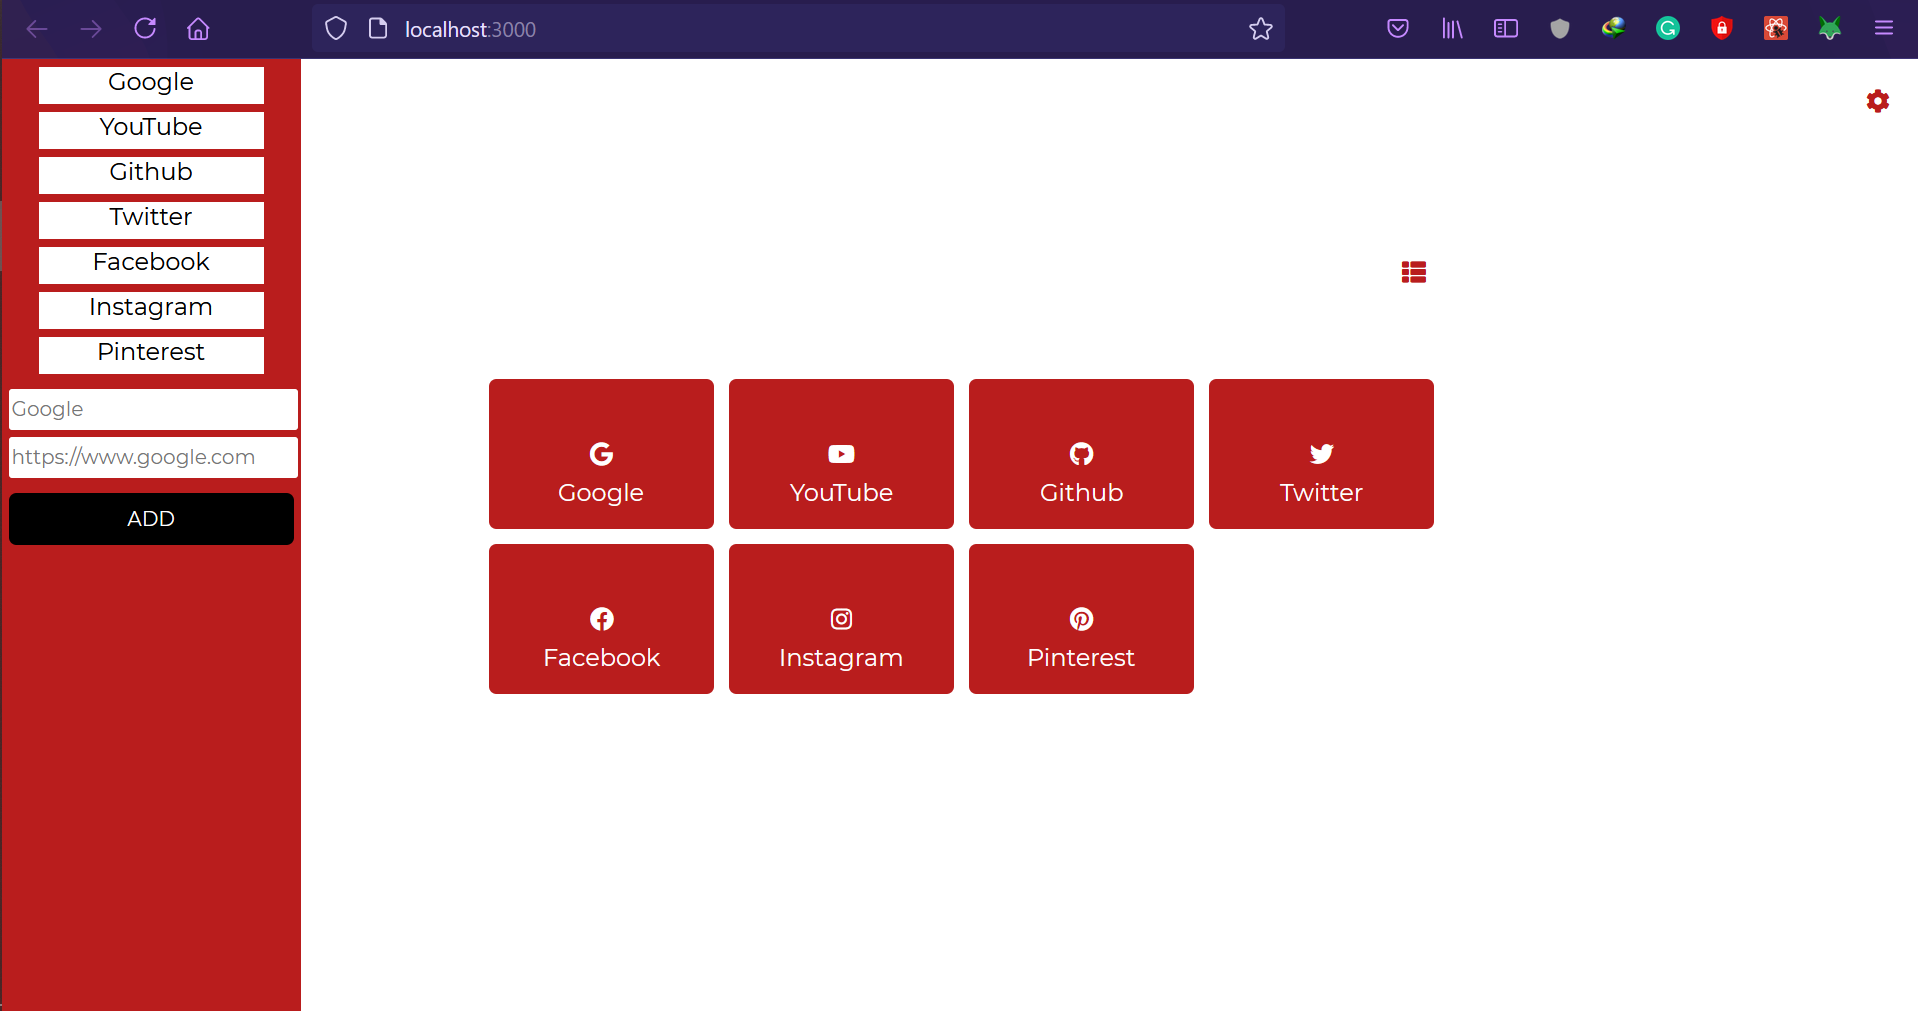 localhost:3000
Google
YouTube
Github
Twitter
Facebook
Instagram
Pinterest
Google
https://www.google.com
ADD
Google
YouTube
Github
Twitter
Facebook
Instagram
Pinterest